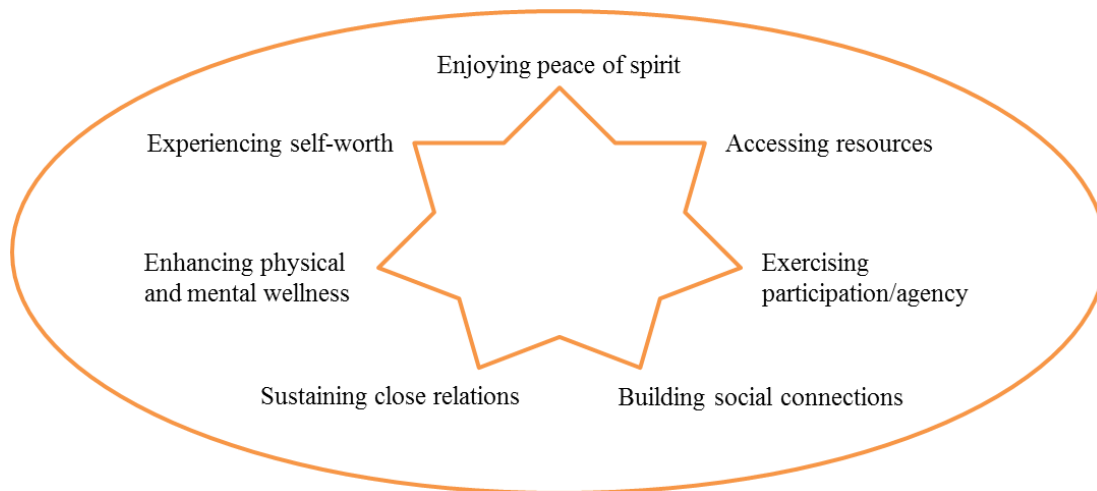 Enjoying peace of spirit
Experiencing self-worth
Accessing resources
Enhancing physical
and mental wellness
Exercising
participation/agency
Sustaining close relations
Building social connections